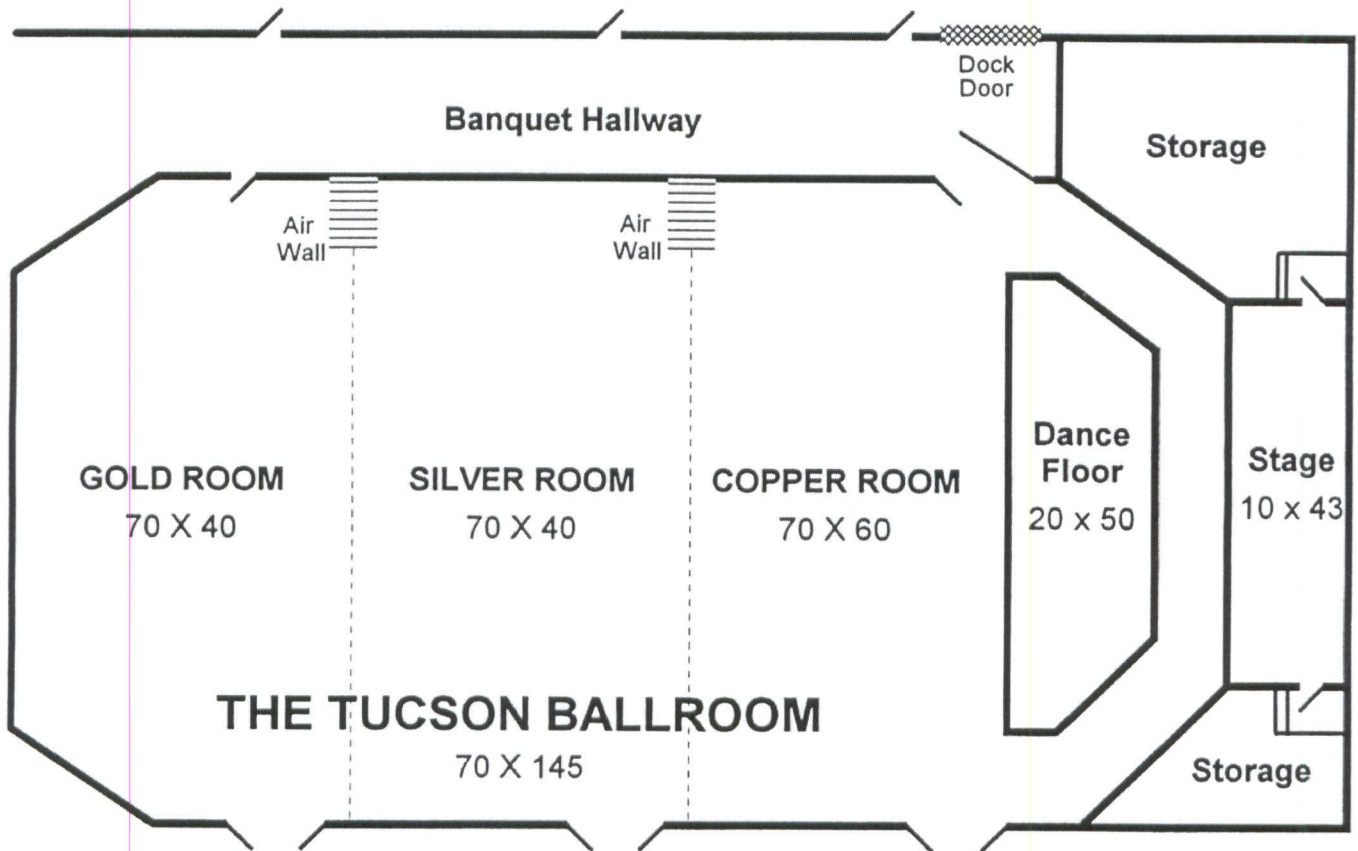 Dock
Door
Banquet Hallway
Storage
Air
Wall
Air
Wall
GOLD ROOM
70 X 40
SILVER ROOM
70 X 40
COPPER ROOM
70 X 60
Dance
Floor
20 x 50
Stage
10 x 43
THE TUCSON BALLROOM
70 X 145
Storage